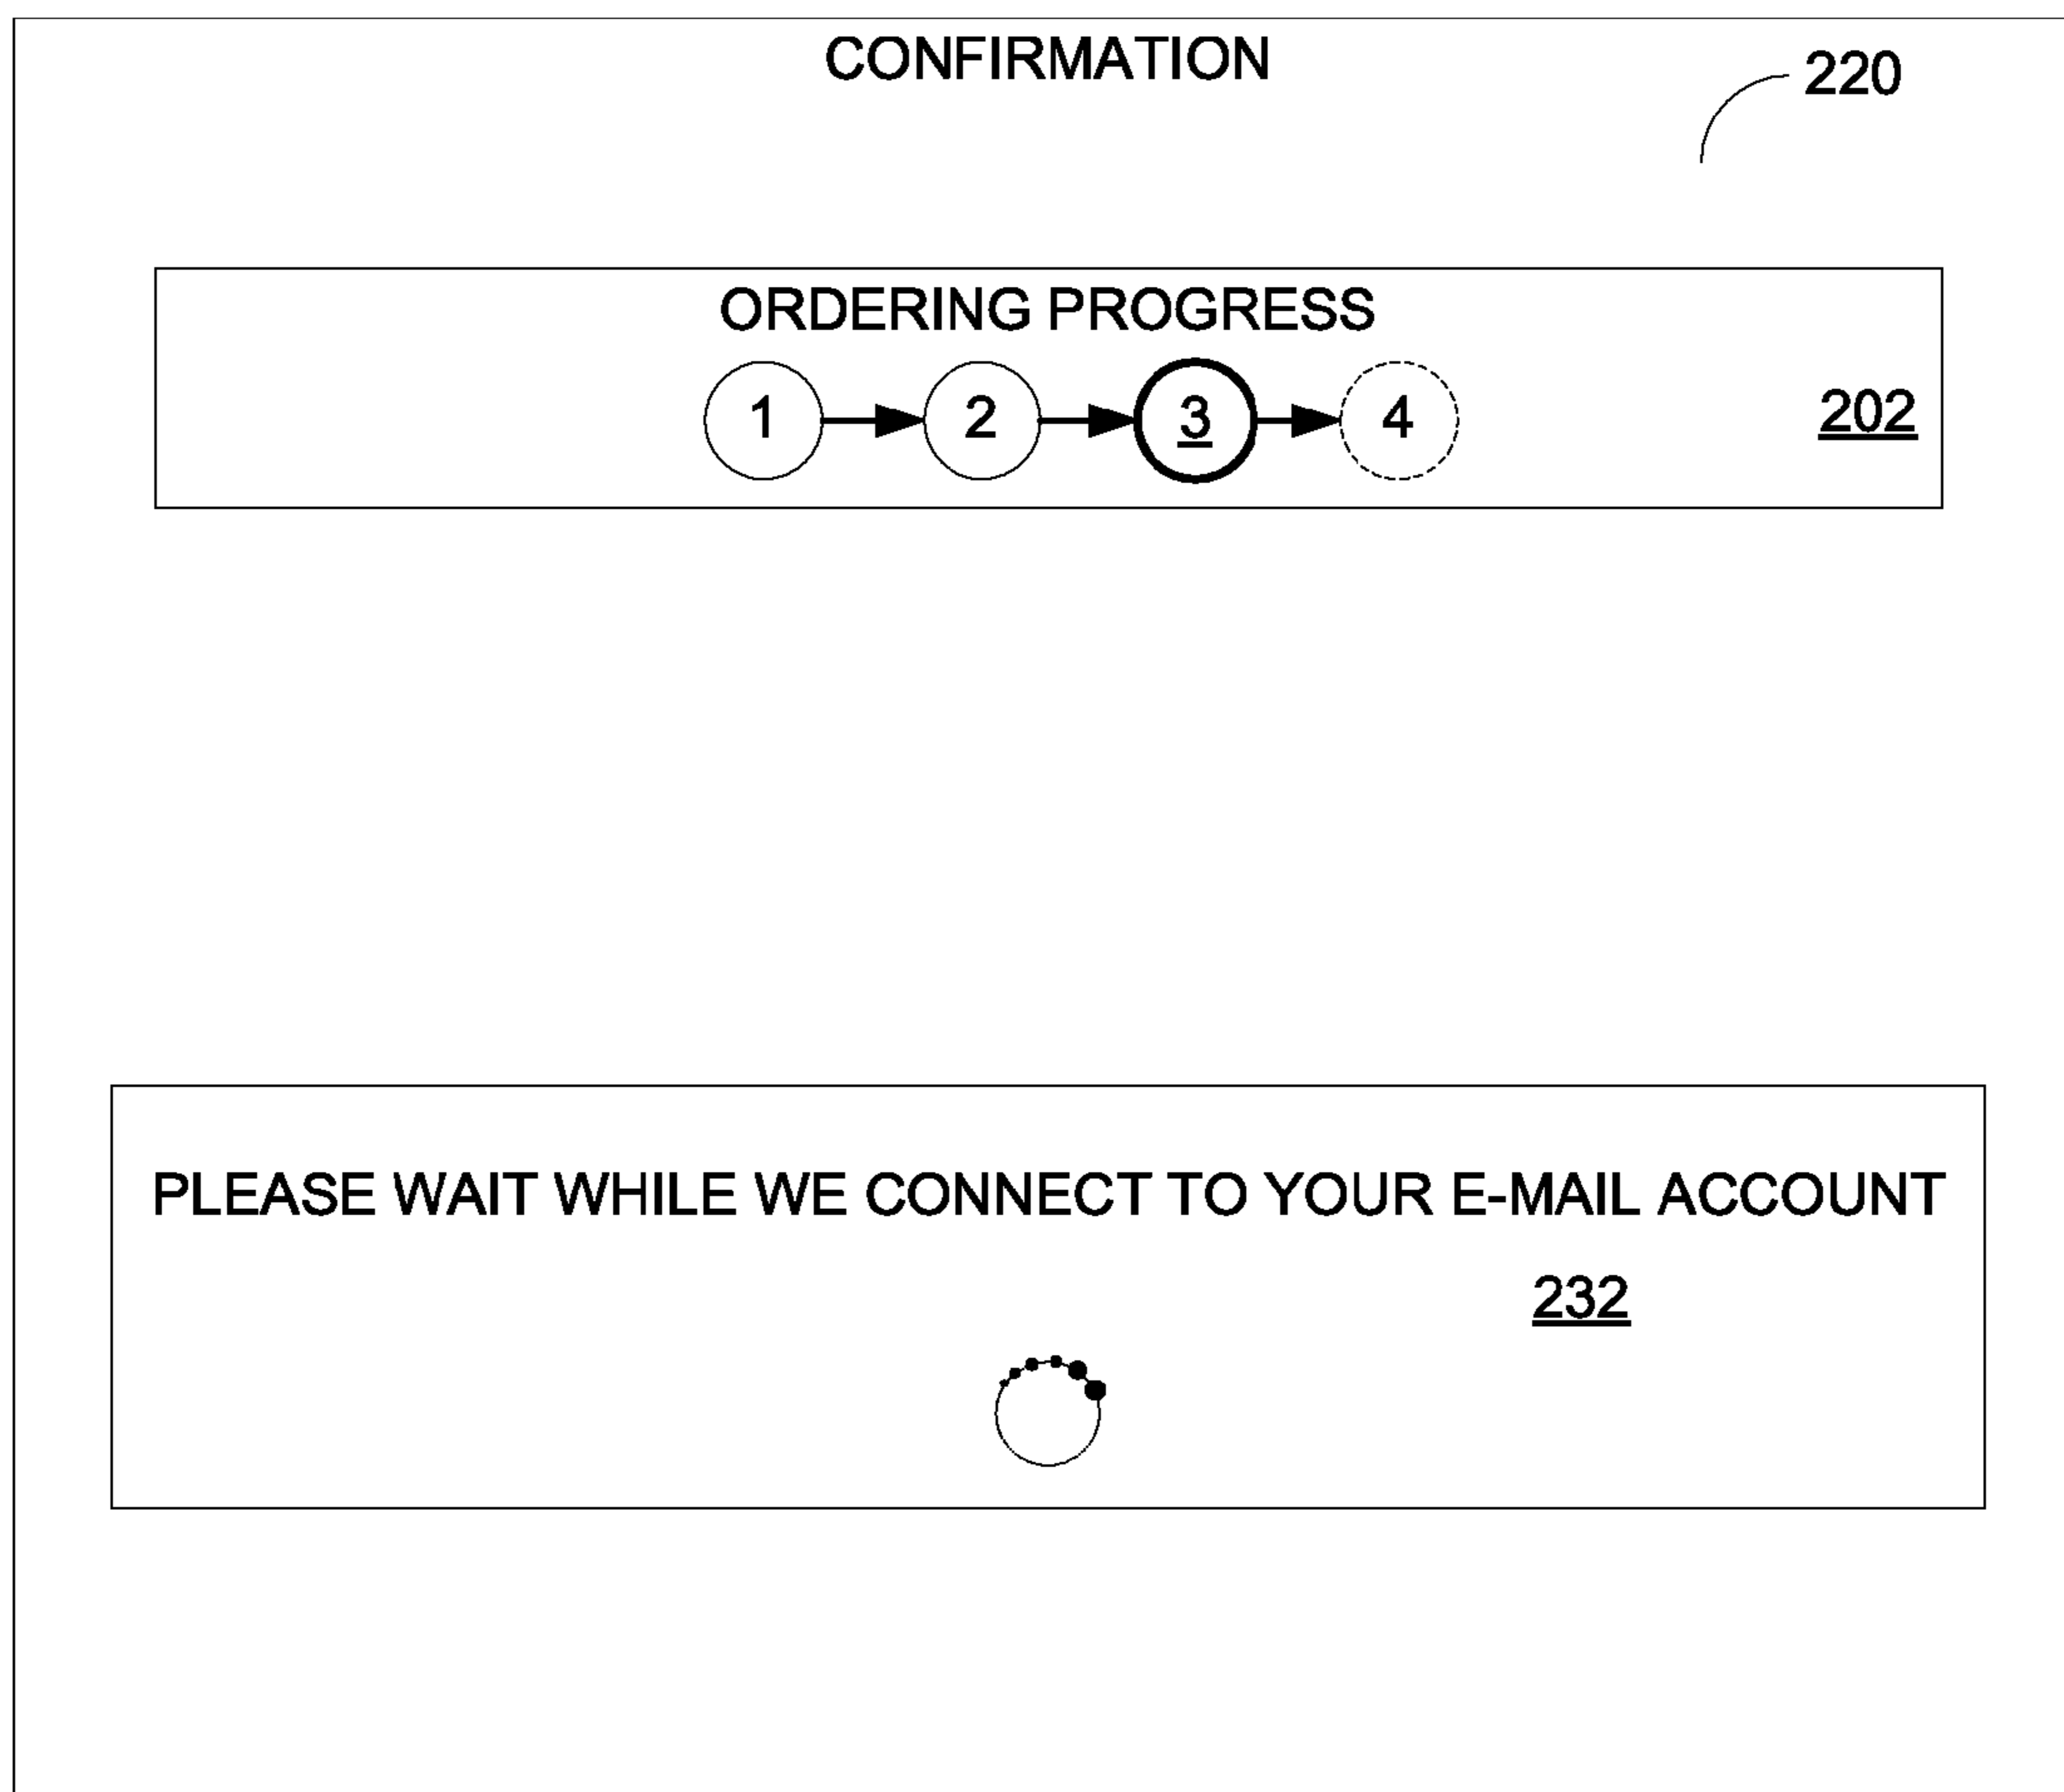 CONFIRMATION
220
ORDERING PROGRESS
1 2 3 4
202
PLEASE WAIT WHILE WE CONNECT TO YOUR E-MAIL ACCOUNT
232